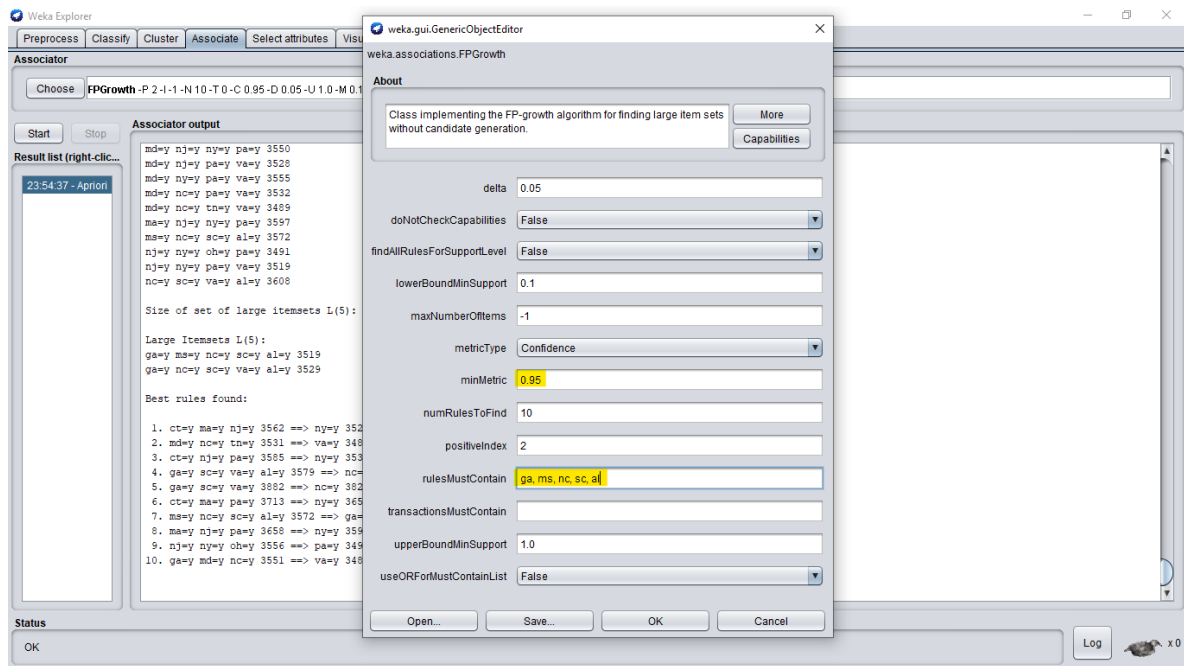 Weka Explorer
Preprocess Classify Cluster Associate Select attributes Visu
Associator
Choose FPGrowth -P 2 -I -1 -N 10 -T 0 -C 0.95 -D 0.05 -U 1.0 -M 0.1
Start Stop
Result list (right-clic...
23:54:37 - Apriori
Associator output
md=y nj=y ny=y pa=y 3550
md=y nj=y pa=y va=y 3528
md=y ny=y pa=y va=y 3555
md=y nc=y pa=y va=y 3532
md=y nc=y tn=y va=y 3489
ma=y nj=y ny=y pa=y 3597
ms=y nc=y sc=y al=y 3572
nj=y ny=y oh=y pa=y 3491
nj=y ny=y pa=y va=y 3519
nc=y sc=y va=y al=y 3608
Size of set of large itemsets L(5):
Large Itemsets L(5):
ga=y ms=y nc=y sc=y al=y 3519
ga=y nc=y sc=y va=y al=y 3529
Best rules found:
1. ct=y ma=y nj=y 3562 ==> ny=y 352
2. md=y nc=y tn=y 3531 ==> va=y 348
3. ct=y nj=y pa=y 3585 ==> ny=y 353
4. ga=y sc=y va=y al=y 3579 ==> nc=
5. ga=y sc=y va=y 3882 ==> nc=y 382
6. ct=y ma=y pa=y 3713 ==> ny=y 365
7. ms=y nc=y sc=y al=y 3572 ==> ga=
8. ma=y nj=y pa=y 3658 ==> ny=y 359
9. nj=y ny=y oh=y 3556 ==> pa=y 349
10. ga=y md=y nc=y 3551 ==> va=y 348
weka.gui.GenericObjectEditor
weka.associations.FPGrowth
About
Class implementing the FP-growth algorithm for finding large item sets
without candidate generation.
More
Capabilities
delta 0.05
doNotCheckCapabilities False
findAllRulesForSupportLevel False
lowerBoundMinSupport 0.1
maxNumberOfItems -1
metricType Confidence
minMetric 0.95
numRulesToFind 10
positiveIndex 2
rulesMustContain ga, ms, nc, sc, al
transactionsMustContain
upperBoundMinSupport 1.0
useORForMustContainList False
Open... Save... OK Cancel
Status
OK
Log x 0